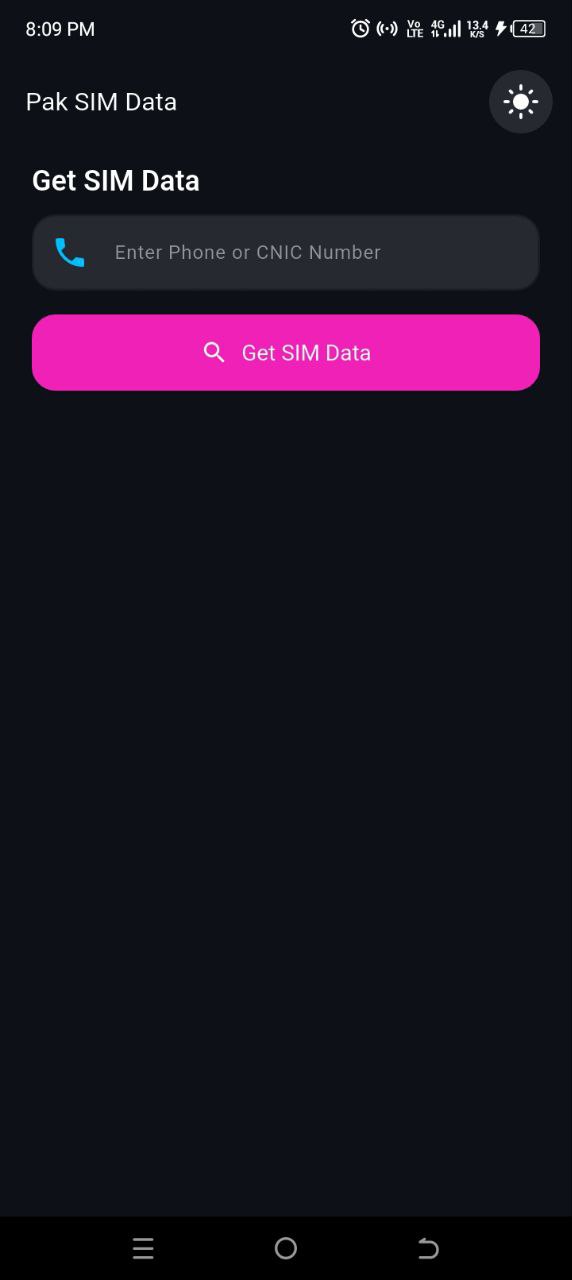 8:09 PM
Vo LTE 4G 13.4 K/S 42
Pak SIM Data
Get SIM Data
Enter Phone or CNIC Number
Get SIM Data